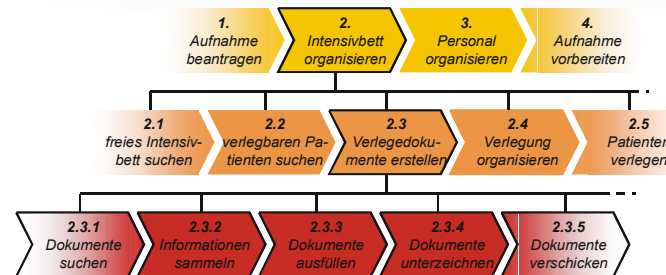 1.
Aufnahme
beantragen
2.
Intensivbett
organisieren
3.
Personal
organisieren
4.
Aufnahme
vorbereiten
2.1
freies Intensiv-
bett suchen
2.2
verlegbaren Pa-
tienten suchen
2.3
Verlegedoku-
mente erstellen
2.4
Verlegung
organisieren
2.5
Patienten
verlegen
2.3.1
Dokumente
suchen
2.3.2
Informationen
sammeln
2.3.3
Dokumente
ausfüllen
2.3.4
Dokumente
unterzeichnen
2.3.5
Dokumente
verschicken